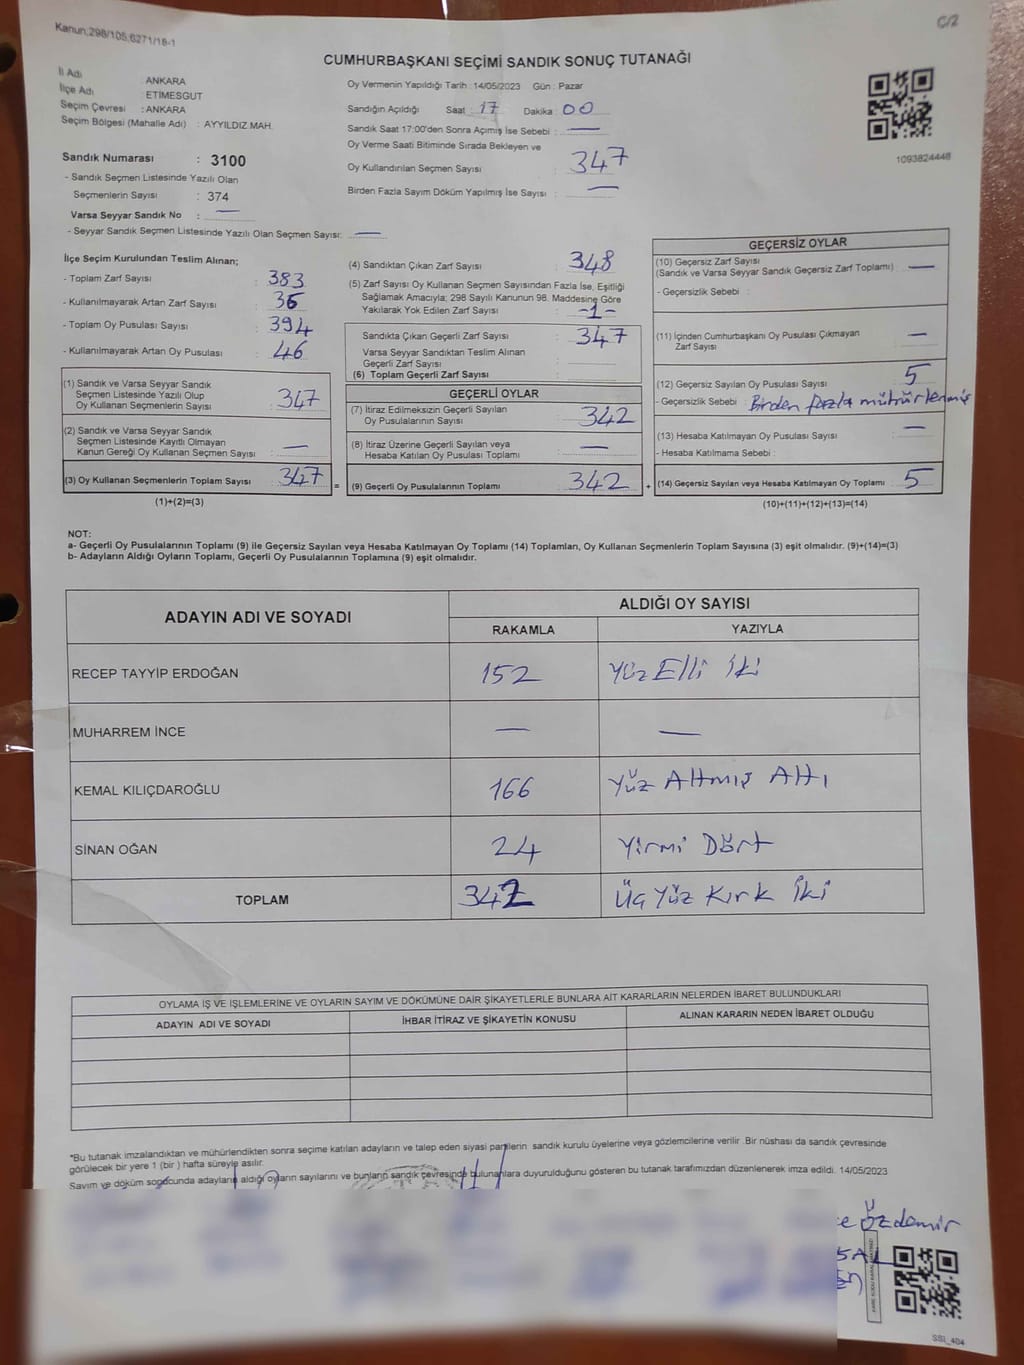 Kanun;298/105,6271/18-1
C/2
CUMHURBAŞKANI SEÇİMİ SANDIK SONUÇ TUTANAĞI
İl Adı ANKARA
İlçe Adı ETİMESGUT
Seçim Çevresi : ANKARA
Seçim Bölgesi (Mahalle Adı) : AYYILDIZ MAH.
Sandık Numarası : 3100
- Sandık Seçmen Listesinde Yazılı Olan
Seçmenlerin Sayısı : 374
Varsa Seyyar Sandık No : —
- Seyyar Sandık Seçmen Listesinde Yazılı Olan Seçmen Sayısı: —
Oy Vermenin Yapıldığı Tarih : 14/05/2023 Gün : Pazar
Sandığın Açıldığı Saat : 17 Dakika : 00
Sandık Saat 17:00'den Sonra Açımış İse Sebebi : —
Oy Verme Saati Bitiminde Sırada Bekleyen ve
Oy Kullandırılan Seçmen Sayısı : 347
Birden Fazla Sayım Döküm Yapılmış İse Sayısı : —
1093824448
İlçe Seçim Kurulundan Teslim Alınan;
- Toplam Zarf Sayısı : 383
- Kullanılmayarak Artan Zarf Sayısı : 36
- Toplam Oy Pusulası Sayısı : 394
- Kullanılmayarak Artan Oy Pusulası : 46
(1) Sandık ve Varsa Seyyar Sandık
Seçmen Listesinde Yazılı Olup
Oy Kullanan Seçmenlerin Sayısı : 347
(2) Sandık ve Varsa Seyyar Sandık
Seçmen Listesinde Kayıtlı Olmayan
Kanun Gereği Oy Kullanan Seçmen Sayısı : —
(3) Oy Kullanan Seçmenlerin Toplam Sayısı : 347
(1)+(2)=(3)
(4) Sandıktan Çıkan Zarf Sayısı : 348
(5) Zarf Sayısı Oy Kullanan Seçmen Sayısından Fazla İse, Eşitliği
Sağlamak Amacıyla; 298 Sayılı Kanunun 98. Maddesine Göre
Yakılarak Yok Edilen Zarf Sayısı : -1-
Sandıkta Çıkan Geçerli Zarf Sayısı : 347
Varsa Seyyar Sandıktan Teslim Alınan
Geçerli Zarf Sayısı :
(6) Toplam Geçerli Zarf Sayısı :
GEÇERLİ OYLAR
(7) İtiraz Edilmeksizin Geçerli Sayılan
Oy Pusulalarının Sayısı : 342
(8) İtiraz Üzerine Geçerli Sayılan veya
Hesaba Katılan Oy Pusulası Toplamı : —
= (9) Geçerli Oy Pusulalarının Toplamı : 342
GEÇERSİZ OYLAR
(10) Geçersiz Zarf Sayısı
(Sandık ve Varsa Seyyar Sandık Geçersiz Zarf Toplamı) : —
- Geçersizlik Sebebi :
(11) İçinden Cumhurbaşkanı Oy Pusulası Çıkmayan
Zarf Sayısı : —
(12) Geçersiz Sayılan Oy Pusulası Sayısı : 5
- Geçersizlik Sebebi : Birden fazla mühürlenmiş
(13) Hesaba Katılmayan Oy Pusulası Sayısı : —
- Hesaba Katılmama Sebebi :
+ (14) Geçersiz Sayılan veya Hesaba Katılmayan Oy Toplamı : 5
(10)+(11)+(12)+(13)=(14)
NOT:
a- Geçerli Oy Pusulalarının Toplamı (9) ile Geçersiz Sayılan veya Hesaba Katılmayan Oy Toplamı (14) Toplamları, Oy Kullanan Seçmenlerin Toplam Sayısına (3) eşit olmalıdır. (9)+(14)=(3)
b- Adayların Aldığı Oyların Toplamı, Geçerli Oy Pusulalarının Toplamına (9) eşit olmalıdır.
ADAYIN ADI VE SOYADI ALDIĞI OY SAYISI
RAKAMLA YAZIYLA
RECEP TAYYİP ERDOĞAN 152 Yüz Elli İki
MUHARREM İNCE — —
KEMAL KILIÇDAROĞLU 166 Yüz Altmış Altı
SİNAN OĞAN 24 Yirmi Dört
TOPLAM 342 Üç Yüz Kırk İki
OYLAMA İŞ VE İŞLEMLERİNE VE OYLARIN SAYIM VE DÖKÜMÜNE DAİR ŞİKAYETLERLE BUNLARA AİT KARARLARIN NELERDEN İBARET BULUNDUKLARI
ADAYIN ADI VE SOYADI İHBAR İTİRAZ VE ŞİKAYETİN KONUSU ALINAN KARARIN NEDEN İBARET OLDUĞU
*Bu tutanak imzalandıktan ve mühürlendikten sonra seçime katılan adayların ve talep eden siyasi partilerin sandık kurulu üyelerine veya gözlemcilerine verilir .Bir nüshası da sandık çevresinde
görülecek bir yere 1 (bir ) hafta süreyle asılır.
Sayım ve döküm sonucunda adayların aldığı oyların sayılarını ve bunların sandık çevresinde bulunanlara duyurulduğunu gösteren bu tutanak tarafımızdan düzenlenerek imza edildi. 14/05/2023
Özdemir
SSI_404